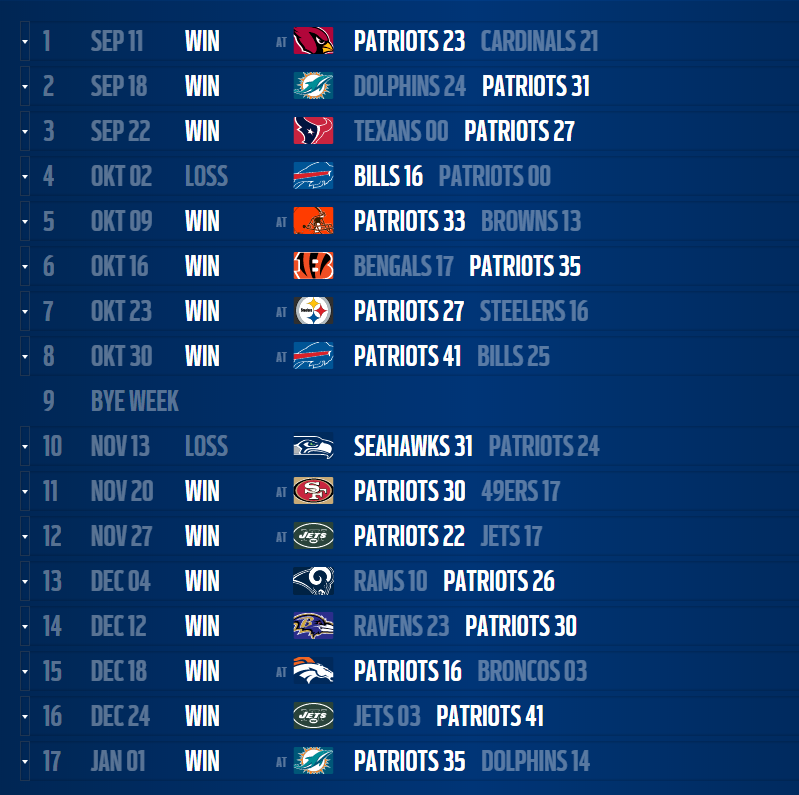 1 SEP 11 WIN AT PATRIOTS 23 CARDINALS 21
2 SEP 18 WIN DOLPHINS 24 PATRIOTS 31
3 SEP 22 WIN TEXANS 00 PATRIOTS 27
4 OKT 02 LOSS BILLS 16 PATRIOTS 00
5 OKT 09 WIN AT PATRIOTS 33 BROWNS 13
6 OKT 16 WIN BENGALS 17 PATRIOTS 35
7 OKT 23 WIN AT Steelers PATRIOTS 27 STEELERS 16
8 OKT 30 WIN AT PATRIOTS 41 BILLS 25
9 BYE WEEK
10 NOV 13 LOSS SEAHAWKS 31 PATRIOTS 24
11 NOV 20 WIN AT SF PATRIOTS 30 49ERS 17
12 NOV 27 WIN AT JETS PATRIOTS 22 JETS 17
13 DEC 04 WIN RAMS 10 PATRIOTS 26
14 DEC 12 WIN B RAVENS 23 PATRIOTS 30
15 DEC 18 WIN AT PATRIOTS 16 BRONCOS 03
16 DEC 24 WIN JETS JETS 03 PATRIOTS 41
17 JAN 01 WIN AT PATRIOTS 35 DOLPHINS 14